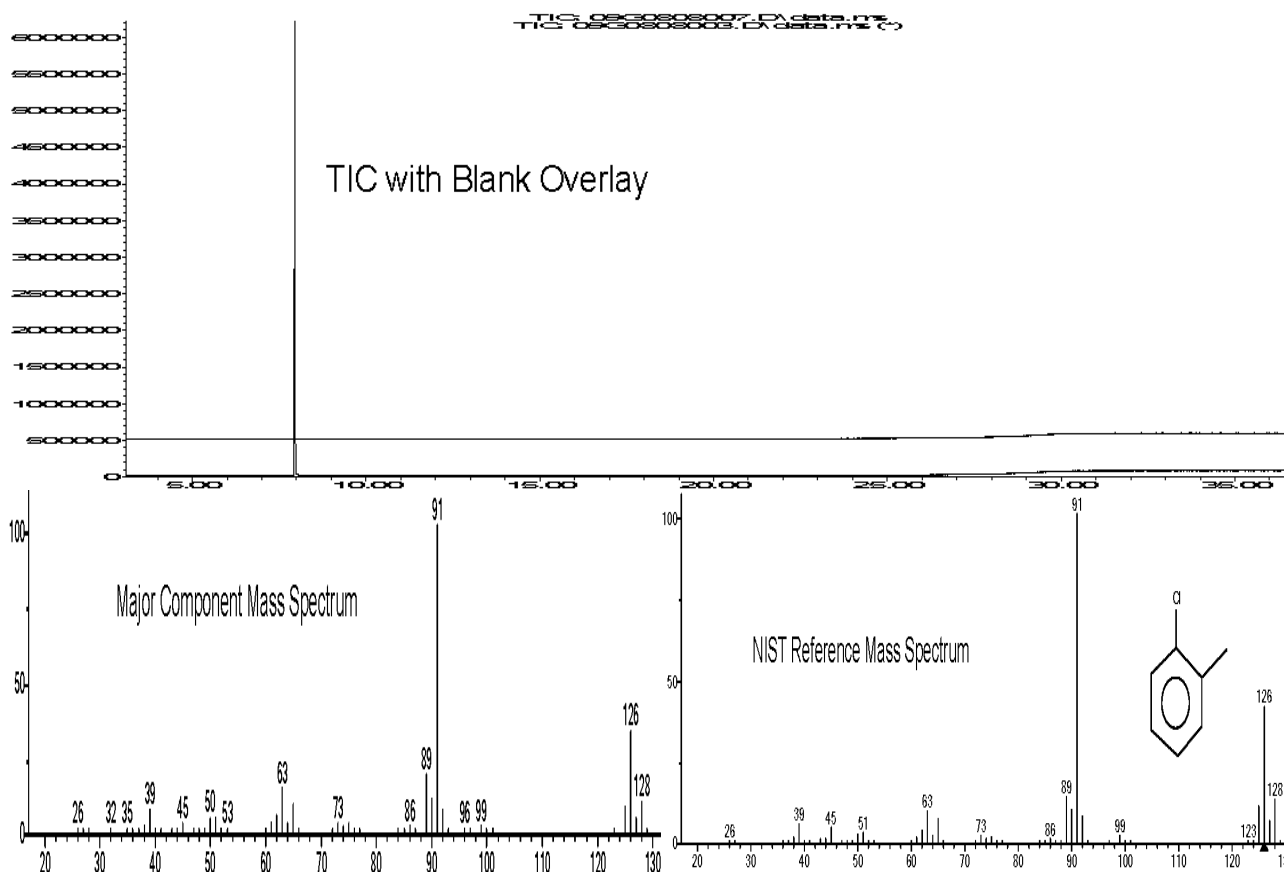 TIC: 09G0808007.D\data.ms
TIC: 09G0808003.D\data.ms (*)
6000000
5500000
5000000
4500000
4000000
3500000
3000000
2500000
2000000
1500000
1000000
500000
0
TIC with Blank Overlay
5.00 10.00 15.00 20.00 25.00 30.00 35.00
Major Component Mass Spectrum
100
50
0
26 32 35 39 45 50 53 63 73 86 89 91 96 99 126 128
20 30 40 50 60 70 80 90 100 110 120 130
NIST Reference Mass Spectrum
Cl
100
50
0
26 39 45 51 63 73 86 89 91 99 123 126 128
20 30 40 50 60 70 80 90 100 110 120